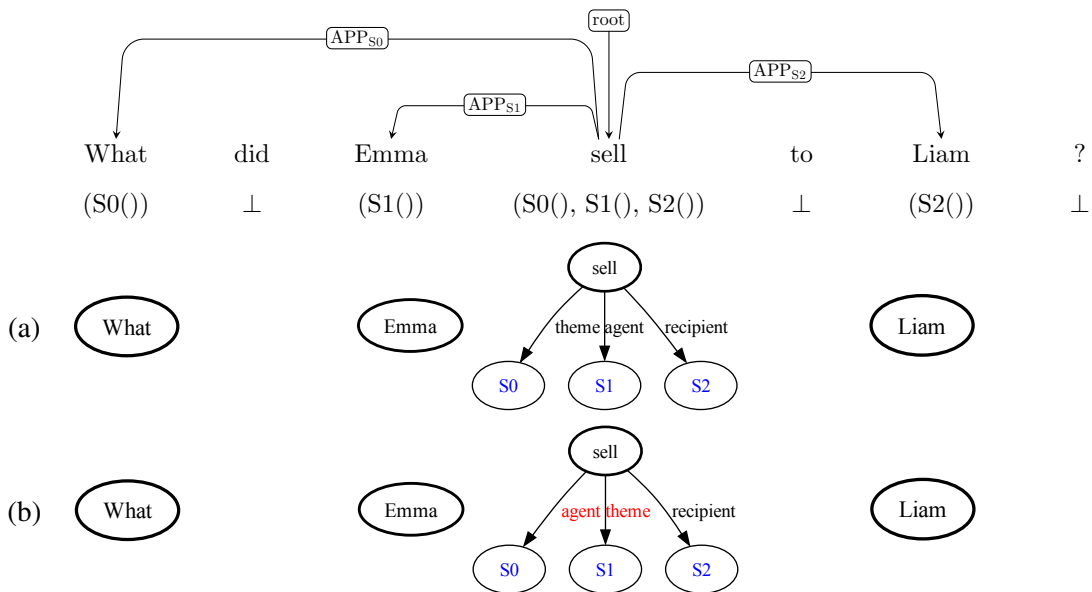 root
APP_S0
APP_S2
APP_S1
What did Emma sell to Liam ?
(S0()) ⊥ (S1()) (S0(), S1(), S2()) ⊥ (S2()) ⊥
sell
(a) What Emma theme agent recipient Liam
S0 S1 S2
sell
(b) What Emma agent theme recipient Liam
S0 S1 S2